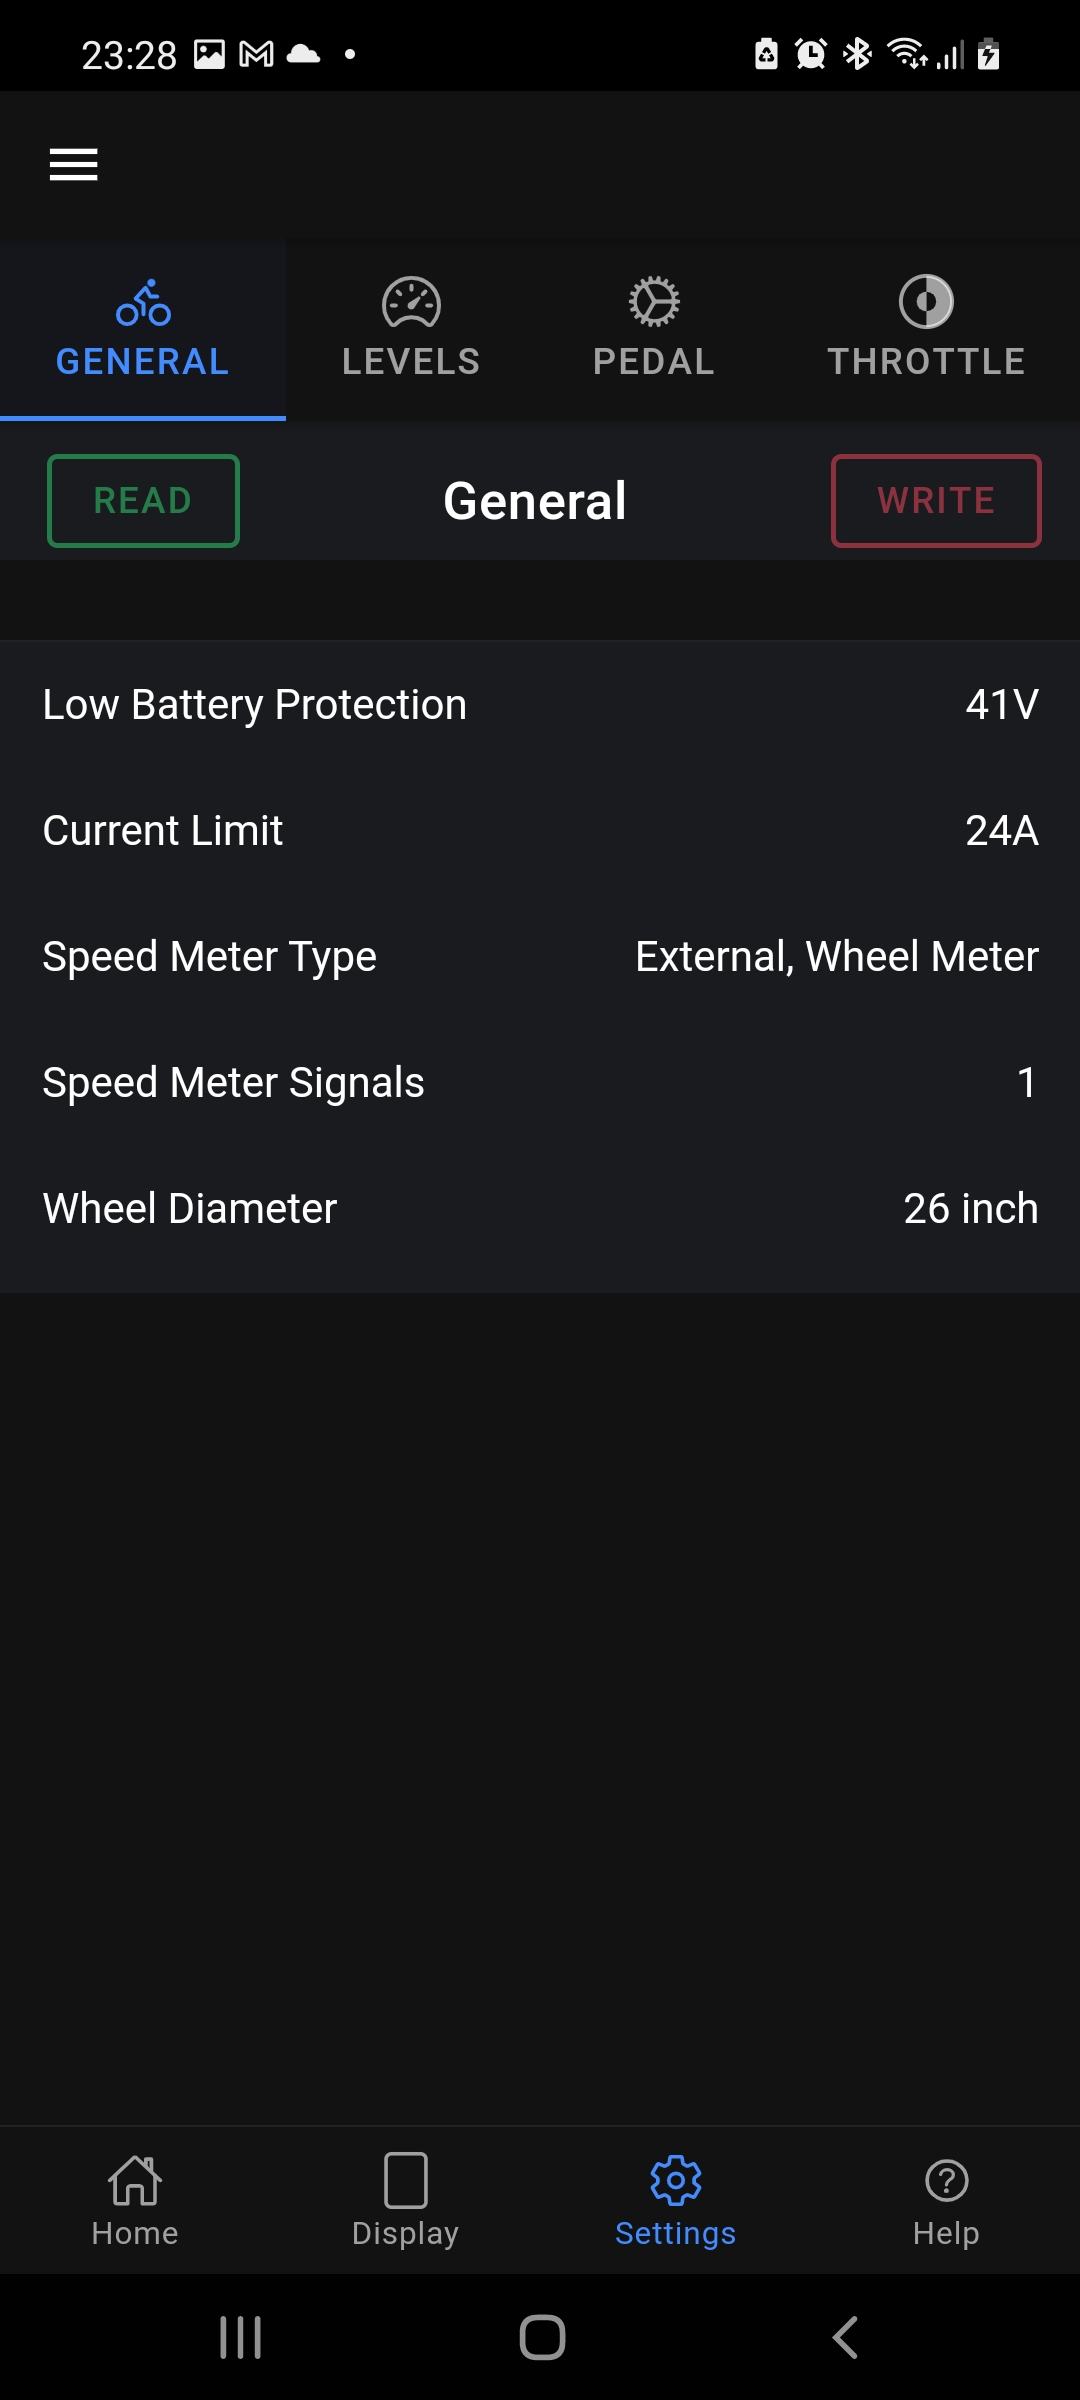 23:28
GENERAL LEVELS PEDAL THROTTLE
READ General WRITE
Low Battery Protection 41V
Current Limit 24A
Speed Meter Type External, Wheel Meter
Speed Meter Signals 1
Wheel Diameter 26 inch
Home Display Settings Help